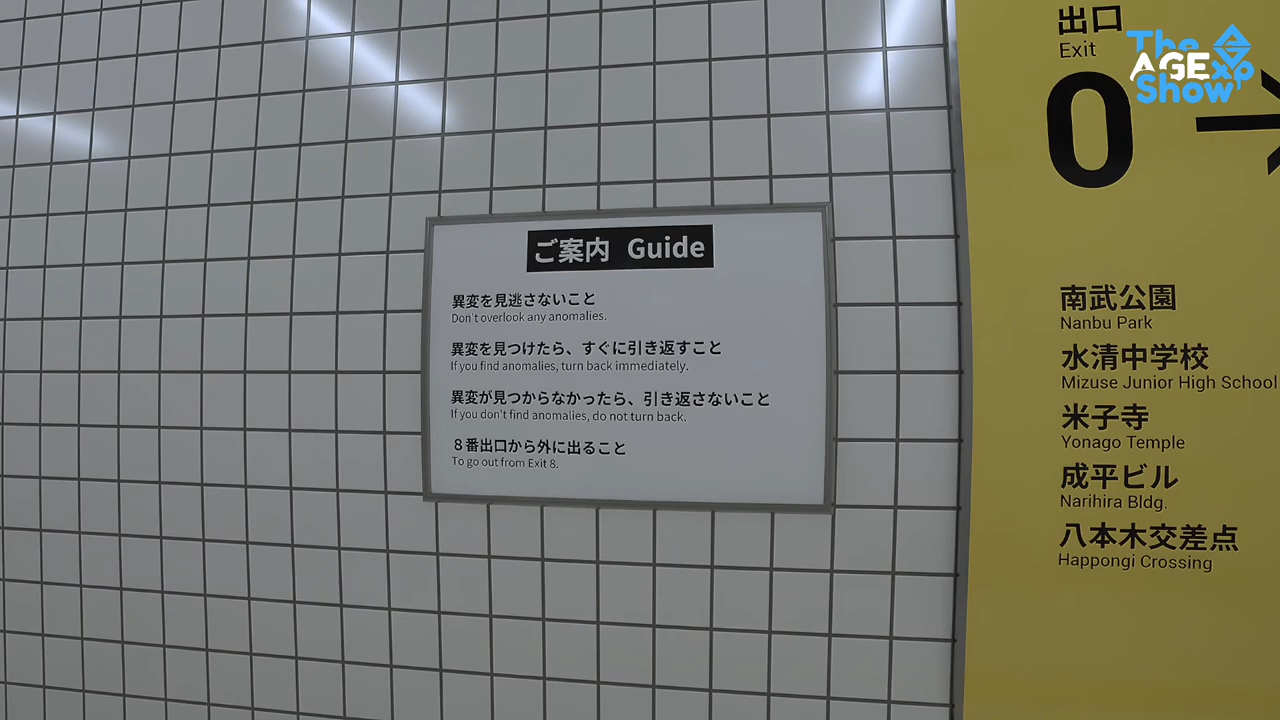 ご案内 Guide
異変を見逃さないこと
Don't overlook any anomalies.
異変を見つけたら、すぐに引き返すこと
If you find anomalies, turn back immediately.
異変が見つからなかったら、引き返さないこと
If you don't find anomalies, do not turn back.
8番出口から外に出ること
To go out from Exit 8.
出口
Exit
0
南武公園
Nanbu Park
水清中学校
Mizuse Junior High School
米子寺
Yonago Temple
成平ビル
Narihira Bldg.
八本木交差点
Happongi Crossing
The
AGE xp
Show